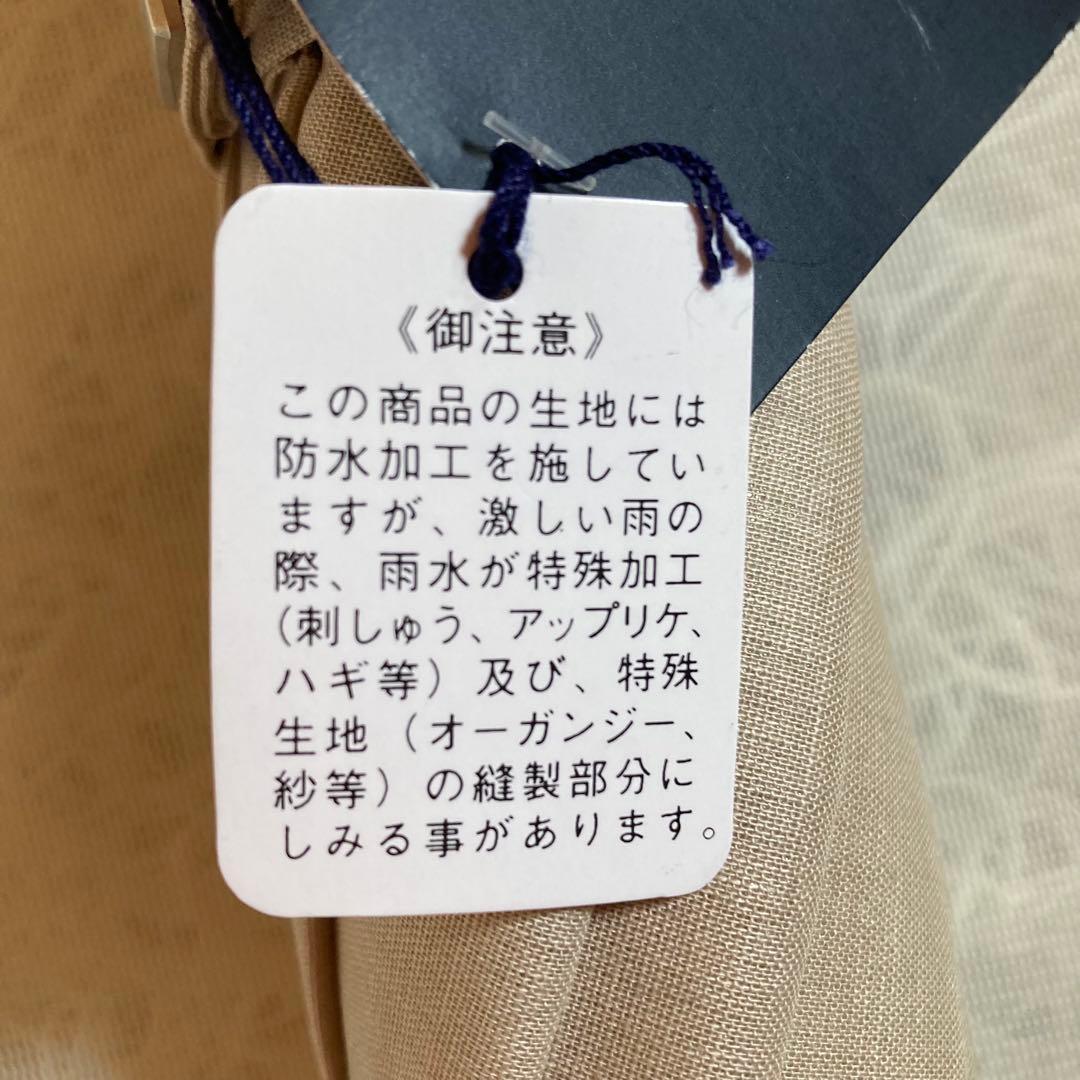 《御注意》
この商品の生地には
防水加工を施してい
ますが、激しい雨の
際、雨水が特殊加工
(刺しゅう、アップリケ、
ハギ等)及び、特殊
生地(オーガンジー、
紗等)の縫製部分に
しみる事があります。